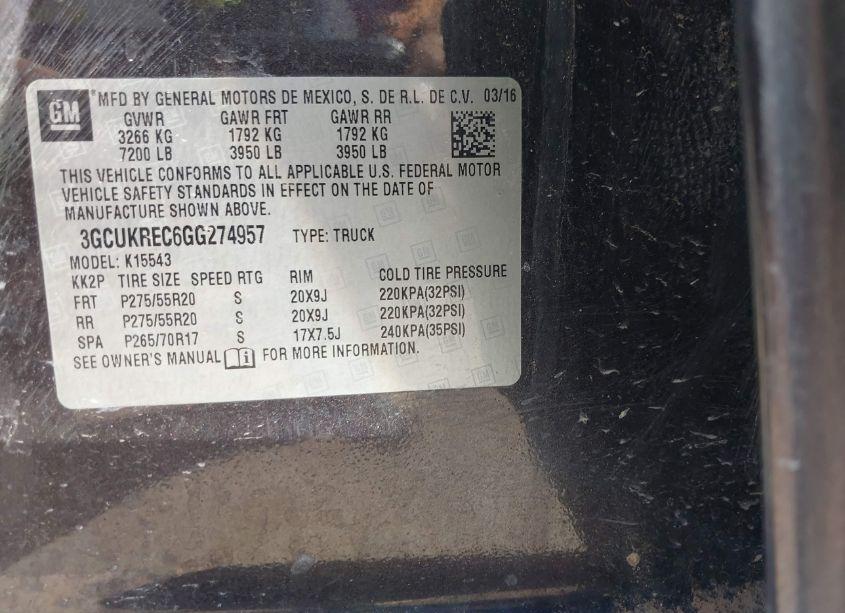 GM
*MFD BY GENERAL MOTORS DE MEXICO, S. DE R.L. DE C.V. 03/16
GVWR GAWR FRT GAWR RR
3266 KG 1792 KG 1792 KG
7200 LB 3950 LB 3950 LB
THIS VEHICLE CONFORMS TO ALL APPLICABLE U.S. FEDERAL MOTOR
VEHICLE SAFETY STANDARDS IN EFFECT ON THE DATE OF
MANUFACTURE SHOWN ABOVE.
3GCUKREC6GG274957 TYPE: TRUCK
MODEL: K15543
KK2P TIRE SIZE SPEED RTG RIM COLD TIRE PRESSURE
FRT P275/55R20 S 20X9J 220KPA(32PSI)
RR P275/55R20 S 20X9J 220KPA(32PSI)
SPA P265/70R17 S 17X7.5J 240KPA(35PSI)
SEE OWNER'S MANUAL FOR MORE INFORMATION.